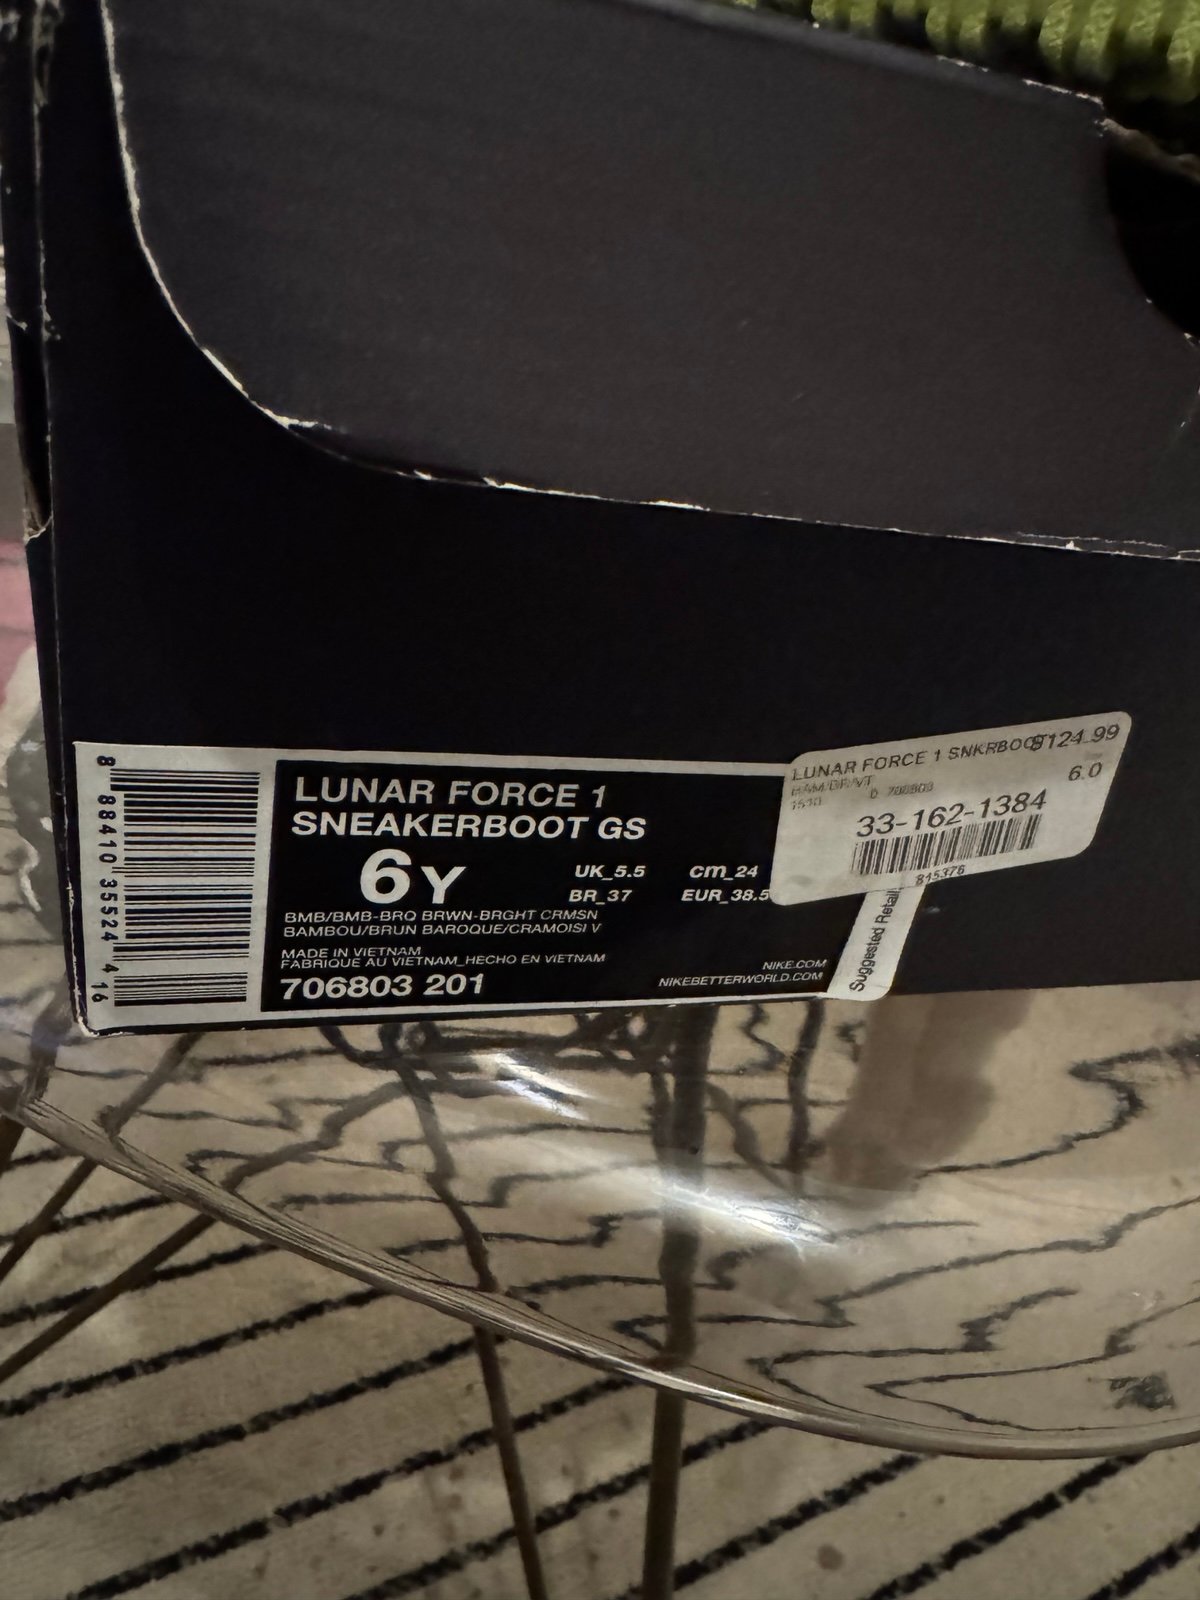 8 88410 35524 4 16
LUNAR FORCE 1
SNEAKERBOOT GS
6Y
UK_5.5 cm_24
BR_37 EUR_38.5
BMB/BMB-BRQ BRWN-BRGHT CRMSN
BAMBOU/BRUN BAROQUE/CRAMOISI V
MADE IN VIETNAM
FABRIQUE AU VIETNAM_HECHO EN VIETNAM
706803 201
NIKE.COM
NIKEBETTERWORLD.COM
LUNAR FORCE 1 SNKRBOOT $124.99
6.0
33-162-1384
815376
Suggested Retail